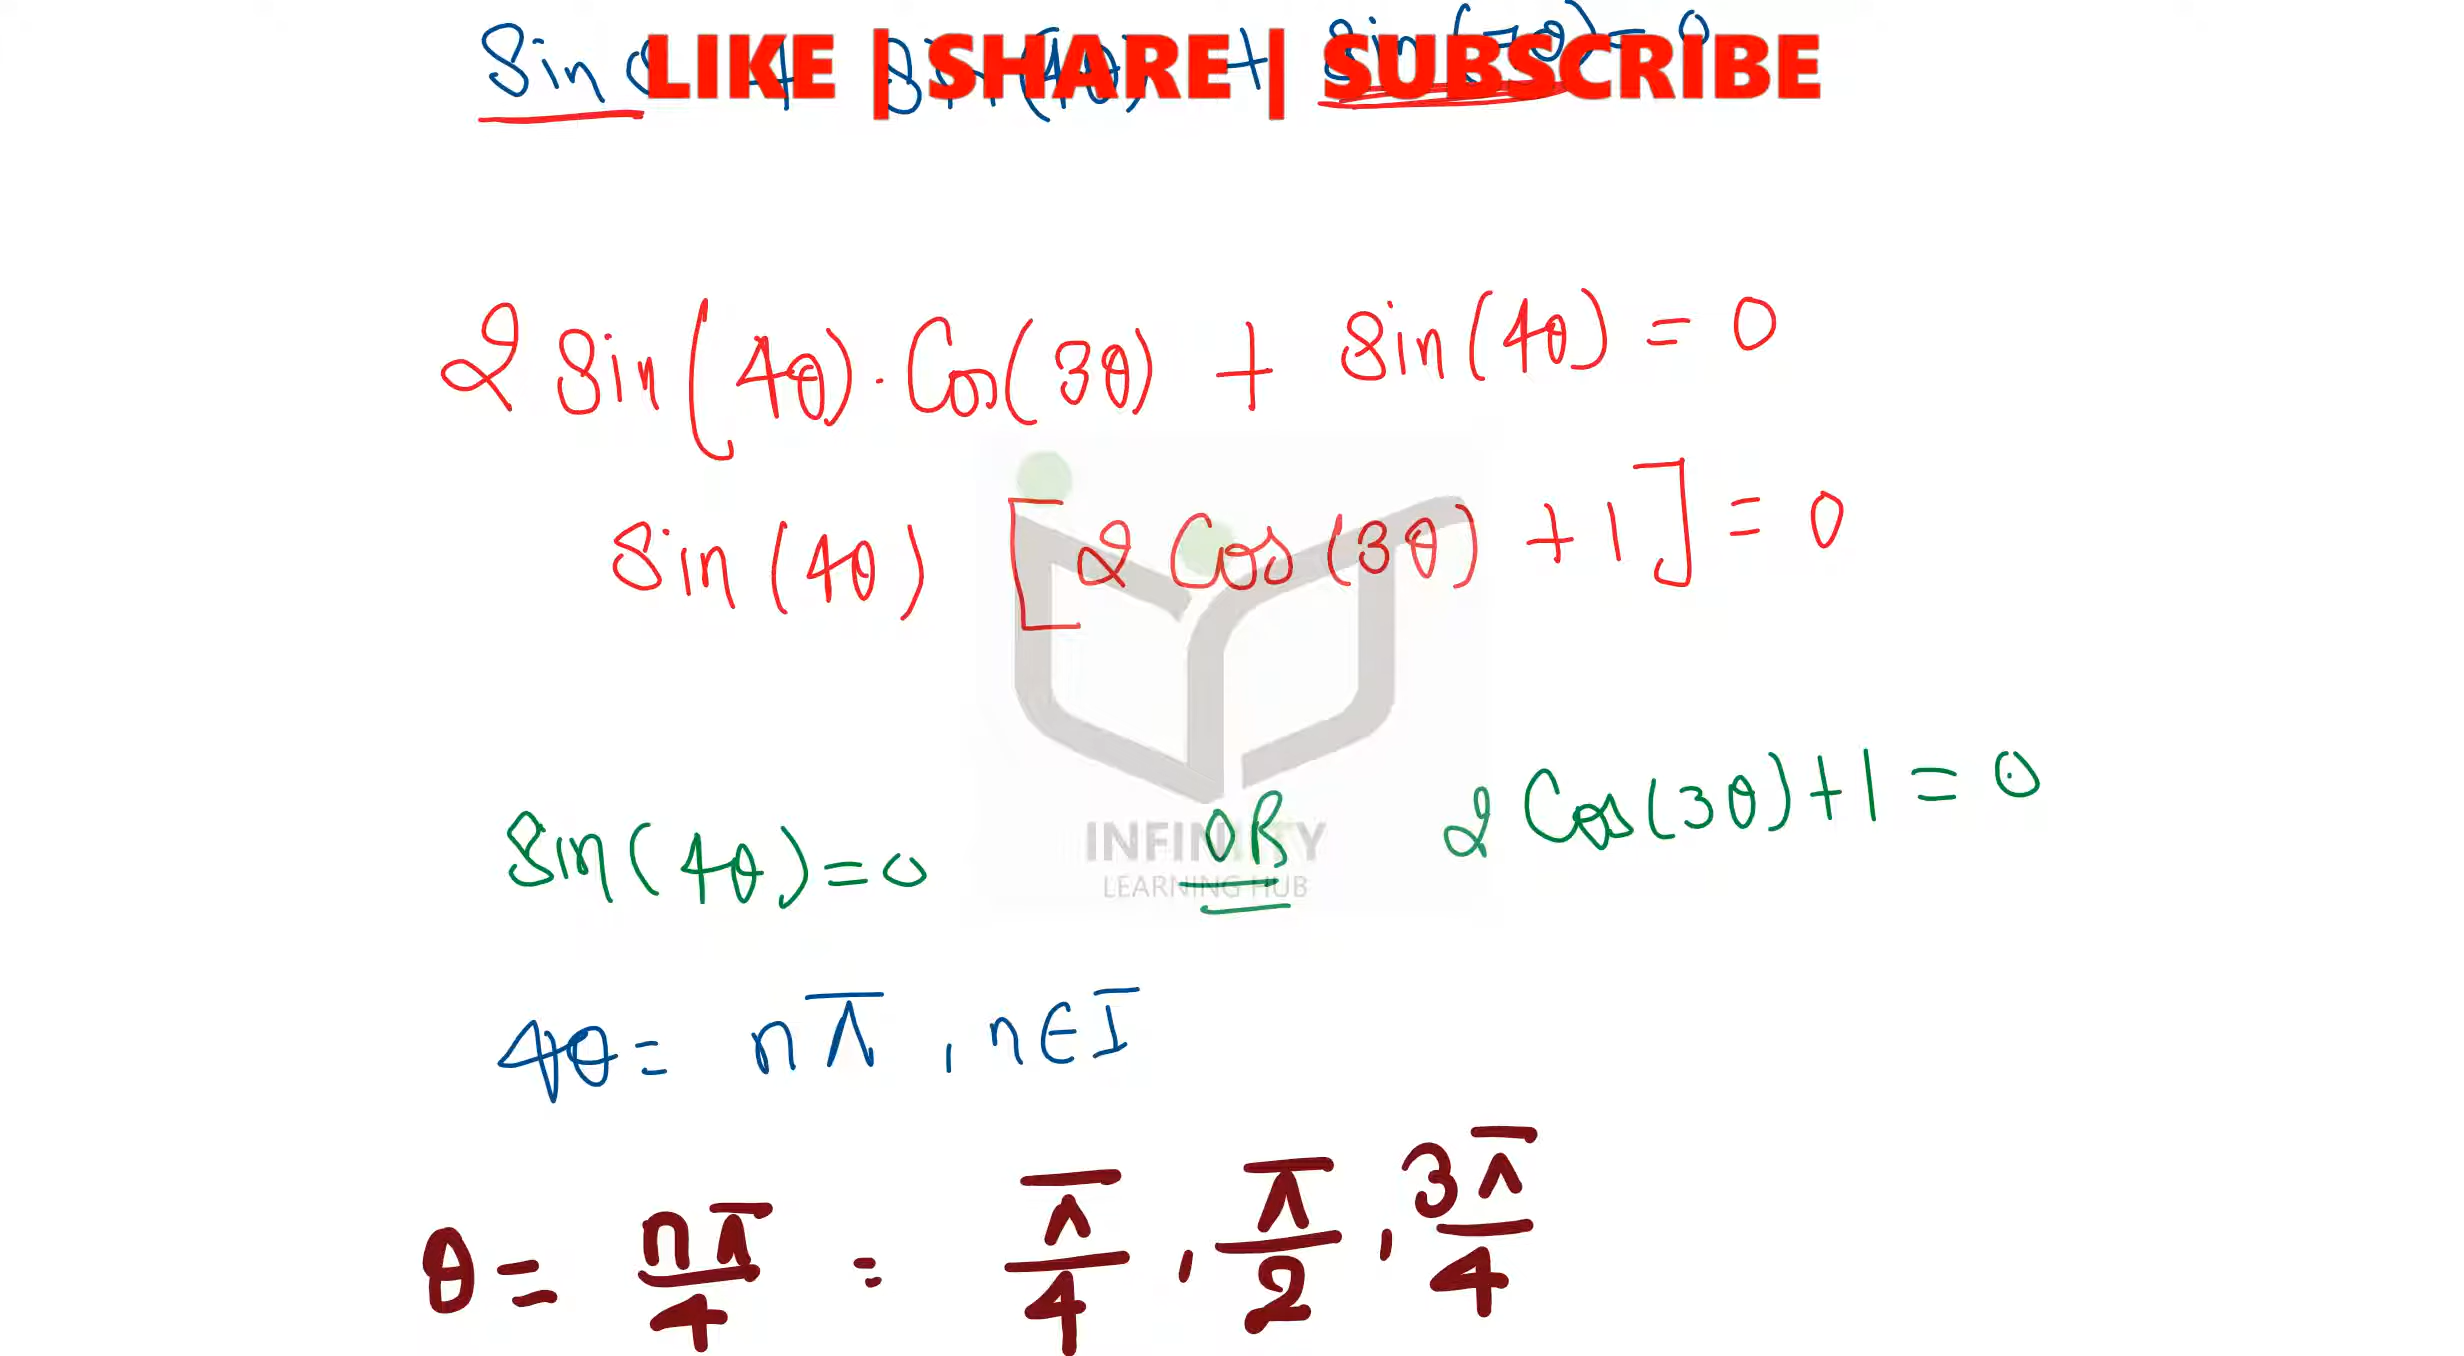 Sin LIKE | SHARE | SUBSCRIBE
2 Sin(4θ)·Cos(3θ) + Sin(4θ) = 0
Sin(4θ) [2 Cos(3θ) + 1] = 0
Sin(4θ) = 0 OR 2 Cos(3θ) + 1 = 0
INFINITY
LEARNING HUB
4θ = nπ, n∈I
θ = nπ/4 = π/4, π/2, 3π/4